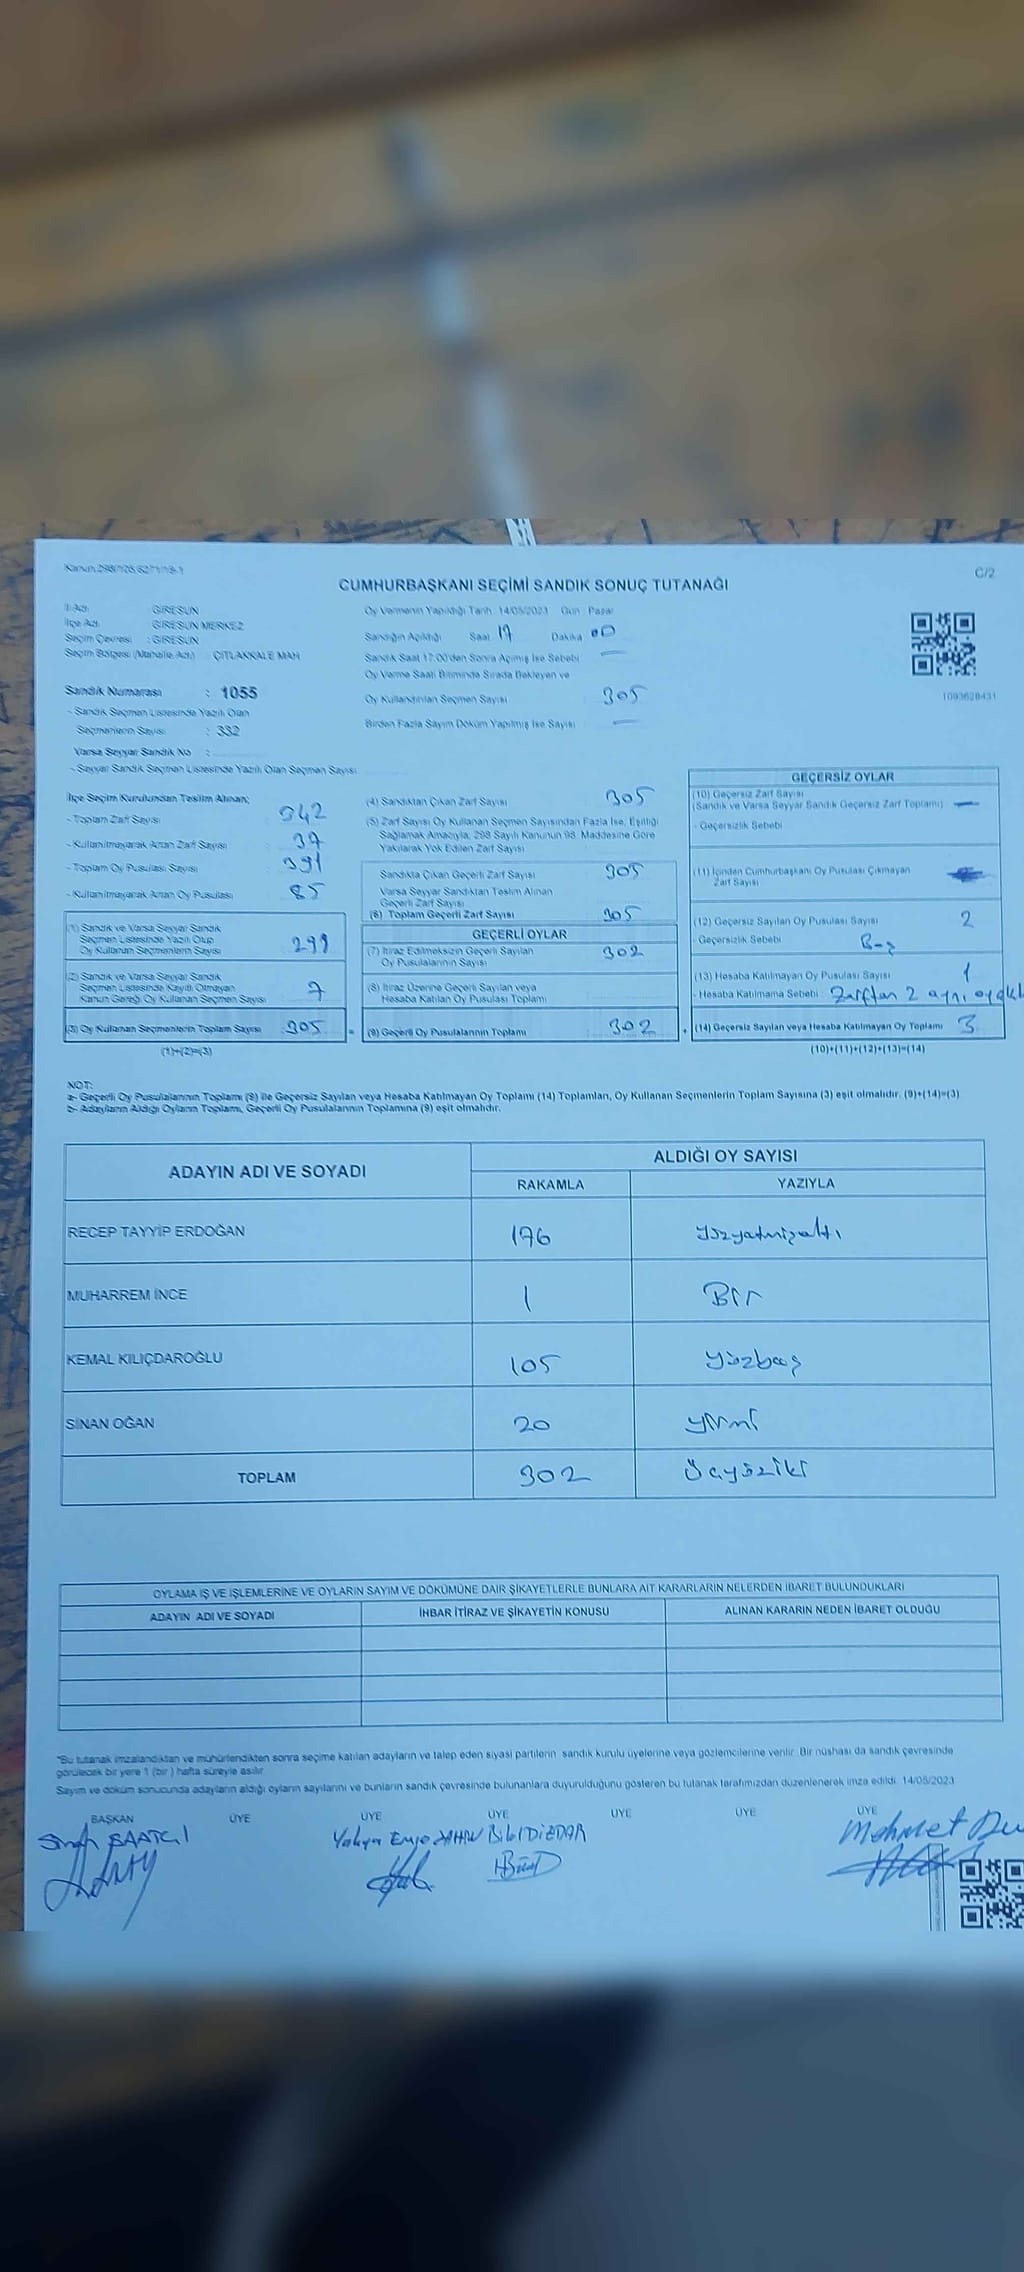 Kanun:298/105,6271/19-1
C/2
CUMHURBAŞKANI SEÇİMİ SANDIK SONUÇ TUTANAĞI
İl Adı : GİRESUN
İlçe Adı : GİRESUN MERKEZ
Seçim Çevresi : GİRESUN
Seçim Bölgesi (Mahalle Adı) : ÇITLAKKALE MAH
Sandık Numarası : 1055
- Sandık Seçmen Listesinde Yazılı Olan
Seçmenlerin Sayısı : 332
Varsa Seyyar Sandık No :
- Seyyar Sandık Seçmen Listesinde Yazılı Olan Seçmen Sayısı
Oy Vermenin Yapıldığı Tarih 14/05/2023 Gün Pazar
Sandığın Açıldığı Saat 17 Dakika 00
Sandık Saat 17:00'den Sonra Açılmış İse Sebebi —
Oy Verme Saati Bitiminde Sırada Bekleyen ve
Oy Kullandırılan Seçmen Sayısı 305
Birden Fazla Sayım Döküm Yapılmış İse Sayısı —
1093628431
İlçe Seçim Kurulundan Teslim Alınan;
- Toplam Zarf Sayısı 342
- Kullanılmayarak Artan Zarf Sayısı 37
- Toplam Oy Pusulası Sayısı 391
- Kullanılmayarak Artan Oy Pusulası 85
(1) Sandık ve Varsa Seyyar Sandık
Seçmen Listesinde Yazılı Olup
Oy Kullanan Seçmenlerin Sayısı
(2) Sandık ve Varsa Seyyar Sandık
Seçmen Listesinde Kayıtlı Olmayan
Kanun Gereği Oy Kullanan Seçmen Sayısı 7
(3) Oy Kullanan Seçmenlerin Toplam Sayısı 305 =
(1)+(2)=(3)
(4) Sandıktan Çıkan Zarf Sayısı 305
(5) Zarf Sayısı Oy Kullanan Seçmen Sayısından Fazla İse, Eşitliği
Sağlamak Amacıyla, 298 Sayılı Kanunun 98. Maddesine Göre
Yakılarak Yok Edilen Zarf Sayısı
Sandıkta Çıkan Geçerli Zarf Sayısı 305
Varsa Seyyar Sandıktan Teslim Alınan
Geçerli Zarf Sayısı
(6) Toplam Geçerli Zarf Sayısı 305
GEÇERLİ OYLAR
(7) İtiraz Edilmeksizin Geçerli Sayılan
Oy Pusulalarının Sayısı 302
(8) İtiraz Üzerine Geçerli Sayılan veya
Hesaba Katılan Oy Pusulası Toplamı
(9) Geçerli Oy Pusulalarının Toplamı 302 +
GEÇERSİZ OYLAR
(10) Geçersiz Zarf Sayısı
(Sandık ve Varsa Seyyar Sandık Geçersiz Zarf Toplamı) —
- Geçersizlik Sebebi
(11) İçinden Cumhurbaşkanı Oy Pusulası Çıkmayan
Zarf Sayısı
(12) Geçersiz Sayılan Oy Pusulası Sayısı 2
- Geçersizlik Sebebi Boş
(13) Hesaba Katılmayan Oy Pusulası Sayısı 1
- Hesaba Katılmama Sebebi Zarftan 2 ayrı oy
(14) Geçersiz Sayılan veya Hesaba Katılmayan Oy Toplamı 3
(10)+(11)+(12)+(13)=(14)
NOT:
a- Geçerli Oy Pusulalarının Toplamı (9) ile Geçersiz Sayılan veya Hesaba Katılmayan Oy Toplamı (14) Toplamları, Oy Kullanan Seçmenlerin Toplam Sayısına (3) eşit olmalıdır. (9)+(14)=(3)
b- Adayların Aldığı Oyların Toplamı, Geçerli Oy Pusulalarının Toplamına (9) eşit olmalıdır.
ADAYIN ADI VE SOYADI ALDIĞI OY SAYISI
RAKAMLA YAZIYLA
RECEP TAYYİP ERDOĞAN 176 Yüzyetmişaltı
MUHARREM İNCE 1 Bir
KEMAL KILIÇDAROĞLU 105 Yüzbeş
SİNAN OĞAN 20 Yirmi
TOPLAM 302 Üçyüziki
OYLAMA İŞ VE İŞLEMLERİNE VE OYLARIN SAYIM VE DÖKÜMÜNE DAİR ŞİKAYETLERLE BUNLARA AİT KARARLARIN NELERDEN İBARET BULUNDUKLARI
ADAYIN ADI VE SOYADI İHBAR İTİRAZ VE ŞİKAYETİN KONUSU ALINAN KARARIN NEDEN İBARET OLDUĞU
*Bu tutanak imzalandıktan ve mühürlendikten sonra seçime katılan adayların ve talep eden siyasi partilerin sandık kurulu üyelerine veya gözlemcilerine verilir. Bir nüshası da sandık çevresinde
görülecek bir yere 1 (bir) hafta süreyle asılır.
Sayım ve döküm sonucunda adayların aldığı oyların sayılarını ve bunların sandık çevresinde bulunanlara duyurulduğunu gösteren bu tutanak tarafımızdan düzenlenerek imza edildi. 14/05/2023
BAŞKAN ÜYE ÜYE ÜYE ÜYE ÜYE ÜYE
SAATÇI Yahya Emre Bilal DİZDAR Mehmet